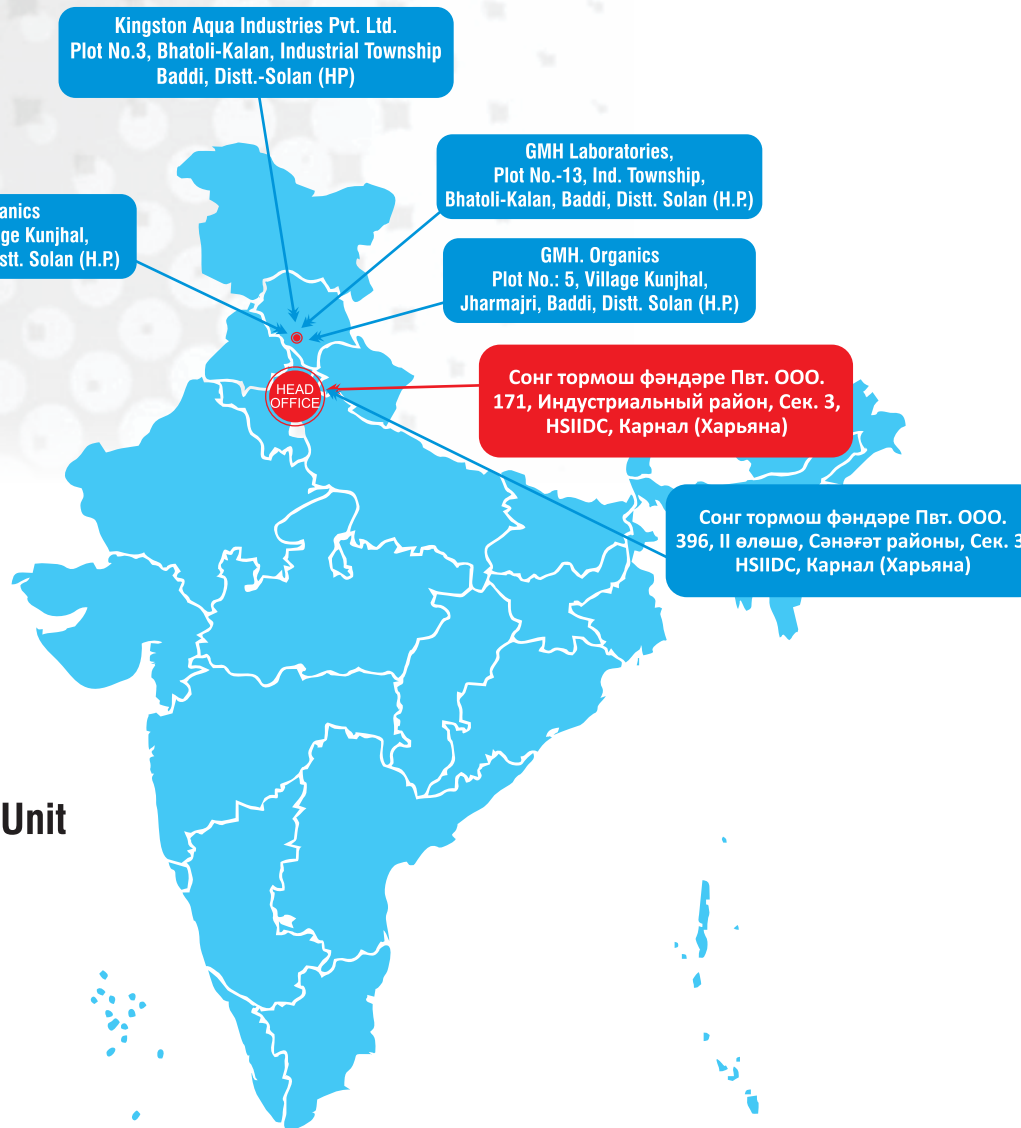 Kingston Aqua Industries Pvt. Ltd.
Plot No.3, Bhatoli-Kalan, Industrial Township
Baddi, Distt.-Solan (HP)
GMH Laboratories,
Plot No.-13, Ind. Township,
Bhatoli-Kalan, Baddi, Distt. Solan (H.P.)
anics
ge Kunjhal,
stt. Solan (H.P.)
GMH. Organics
Plot No.: 5, Village Kunjhal,
Jharmajri, Baddi, Distt. Solan (H.P.)
HEAD
OFFICE
Сонг тормош фәндәре Пвт. ООО.
171, Индустриальный район, Сек. 3,
HSIIDC, Карнал (Харьяна)
Сонг тормош фәндәре Пвт. ООО.
396, II өлөшө, Сәнәғәт районы, Сек. 3
HSIIDC, Карнал (Харьяна)
Unit